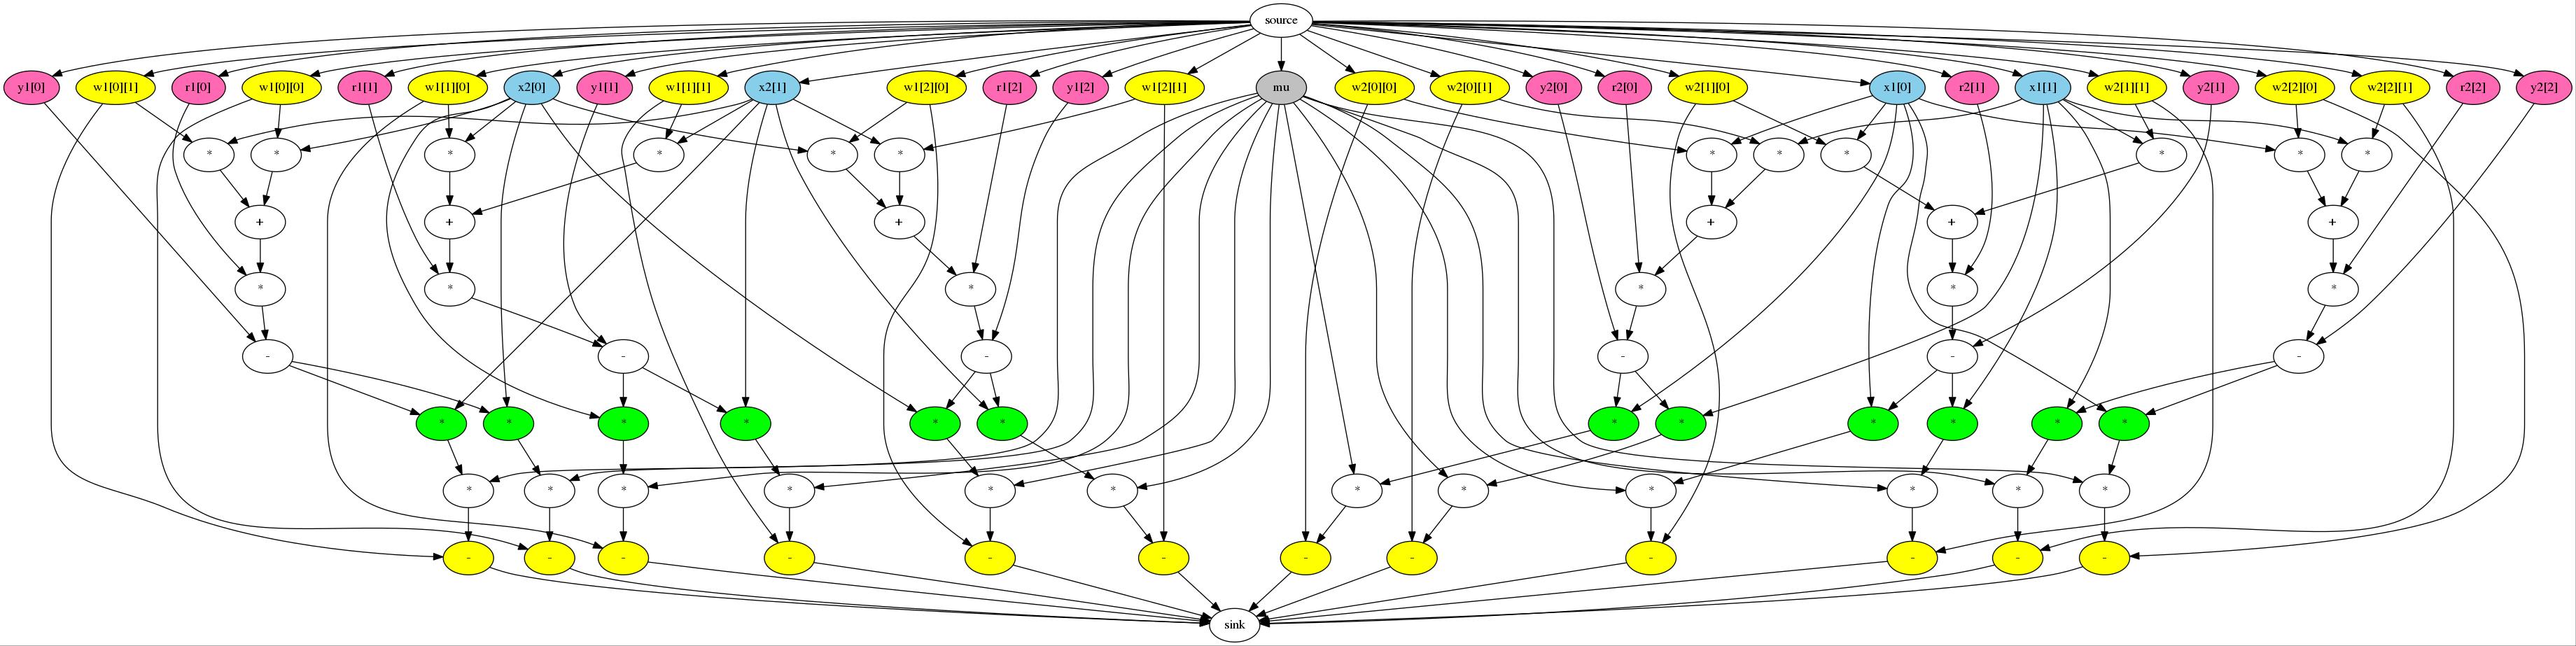 source
y1[0] w1[0][1] r1[0] w1[0][0] r1[1] w1[1][0] x2[0] y1[1] w1[1][1] x2[1] w1[2][0] r1[2] y1[2] w1[2][1] mu w2[0][0] w2[0][1] y2[0] r2[0] w2[1][0] x1[0] r2[1] x1[1] w2[1][1] y2[1] w2[2][0] w2[2][1] r2[2] y2[2]
* * * * * * * * * * * *
+ + + + + +
* * * * * *
- - - - - -
* * * * * * * * * * * *
* * * * * * * * * * * *
- - - - - - - - - - - -
sink